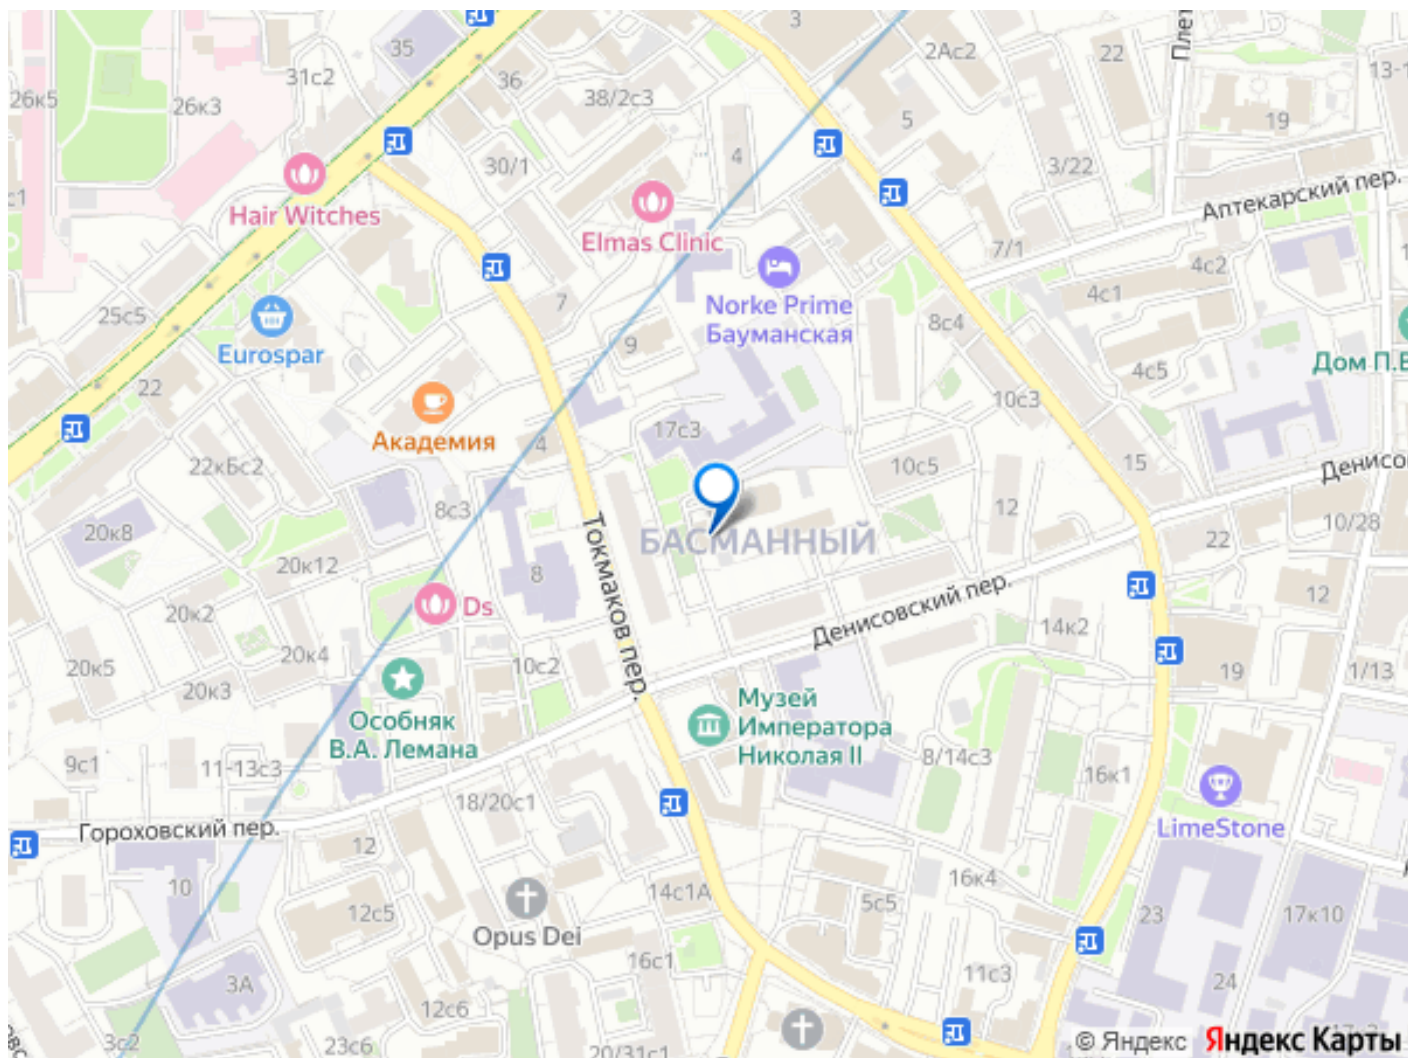 35
3
2Ас2
22
Плет
13-1
36
31с2
26к5
26к3
38/2с3
5
19
30/1
4
3/22
с1
Hair Witches
Elmas Clinic
Аптекарский пер.
7/1
4с2
4с1
25с5
7
Norke Prime
Бауманская
8с4
Eurospar
9
Дом П.В
22
4с5
10с3
Академия
4
17с3
22кБс2
10с5
15
Денисо
8с3
12
10/28
20к8
БАСМАННЫЙ
22
20к12
8
Токмаков пер.
Денисовский пер.
12
20к2
Ds
14к2
20к5
20к4
10с2
19
1/13
20к3
Особняк
В.А. Лемана
Музей
Императора
Николая II
9с1
11-13с3
8/14с3
16к1
18/20с1
Гороховский пер.
LimeStone
12
10
14с1А
16к4
12с5
5с5
23
17к10
Opus Dei
16с1
3А
11с3
24
12с6
3с2
23с6
20/31с1
© Яндекс Яндекс Карты